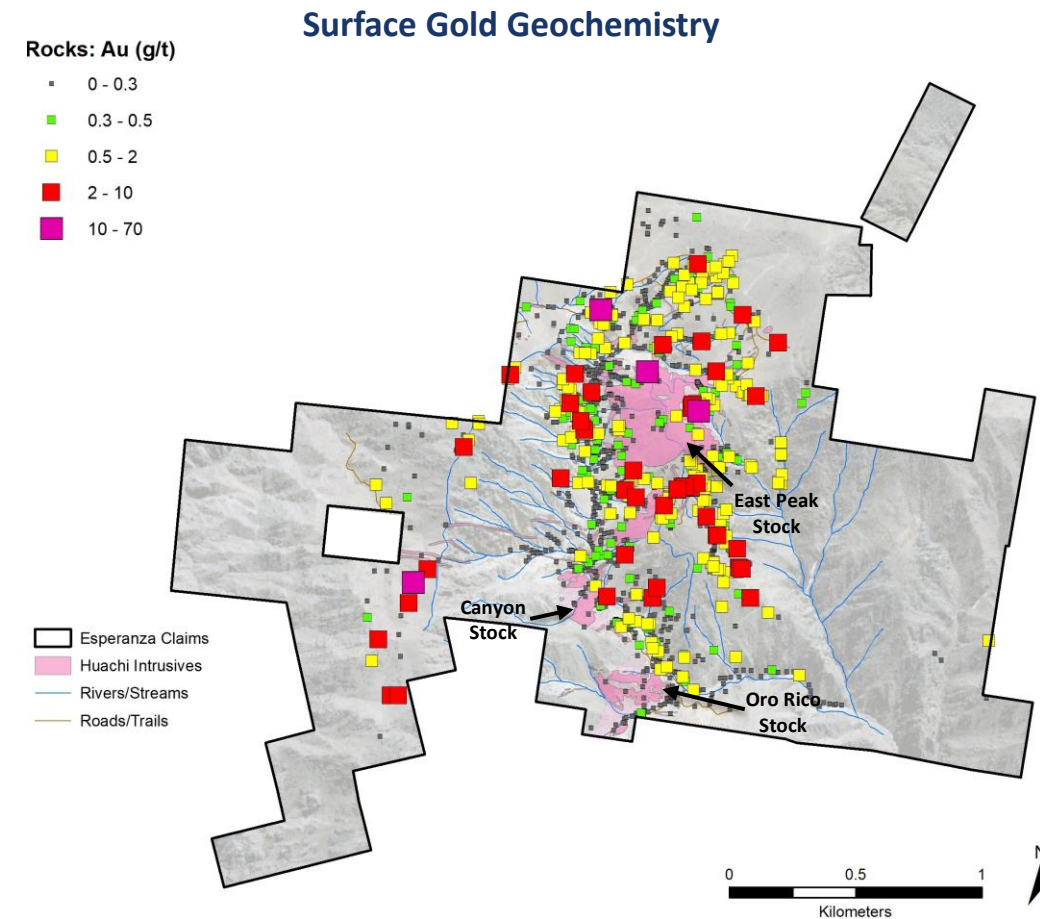 Surface Gold Geochemistry
Rocks: Au (g/t)
0 - 0.3
0.3 - 0.5
0.5 - 2
2 - 10
10 - 70
East Peak
Stock
Canyon
Stock
Oro Rico
Stock
Esperanza Claims
Huachi Intrusives
Rivers/Streams
Roads/Trails
N
0 0.5 1
Kilometers